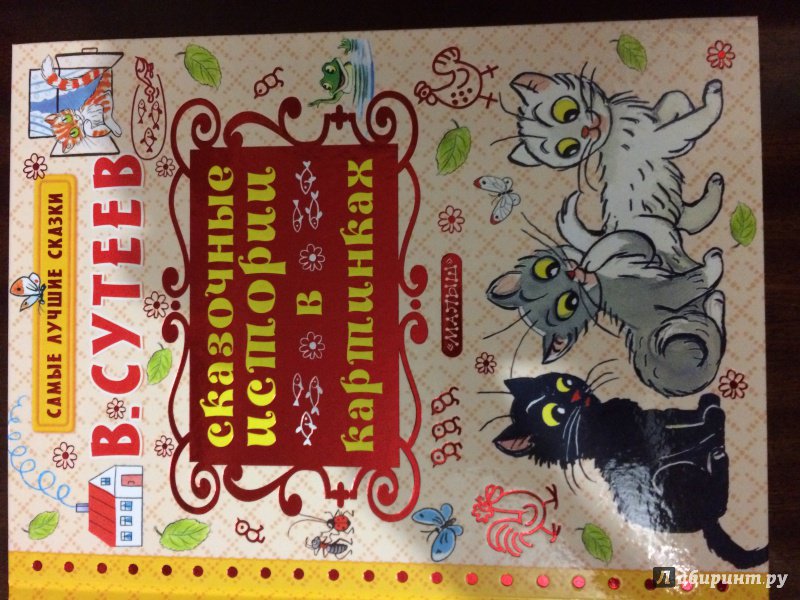 САМЫЕ ЛУЧШИЕ СКАЗКИ
В. СУТЕЕВ
сказочные
истории
в
картинках
«МАЛЫШ»
Лабиринт.ру